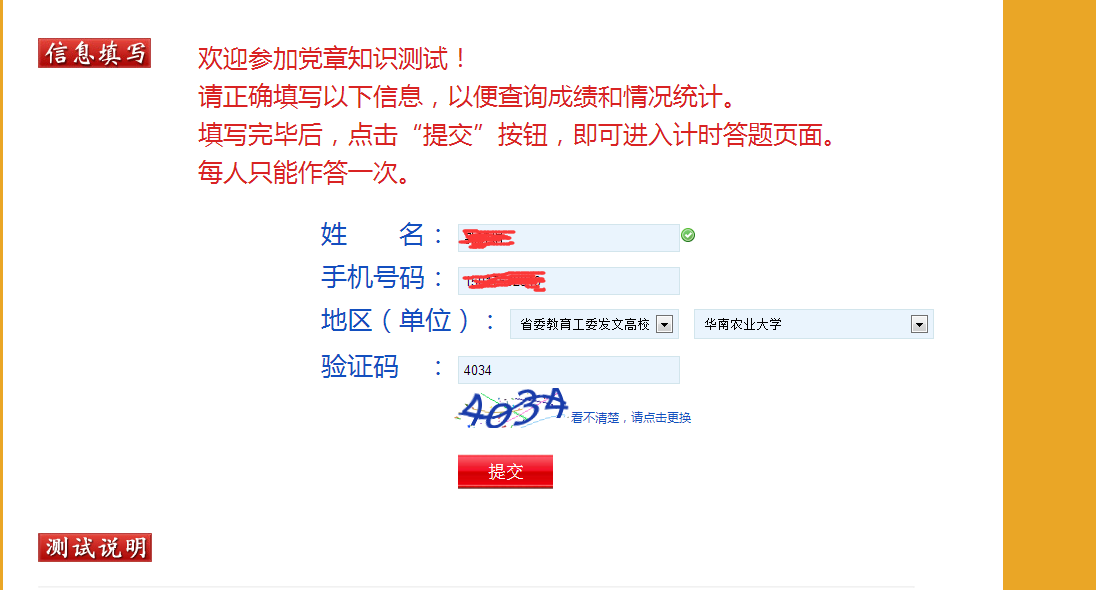 信息填写
欢迎参加党章知识测试！
请正确填写以下信息，以便查询成绩和情况统计。
填写完毕后，点击“提交”按钮，即可进入计时答题页面。
每人只能作答一次。
姓　　名：
手机号码：
地区（单位）： 省委教育工委发文高校 华南农业大学
验证码　： 4034
4034 看不清楚，请点击更换
提交
测试说明